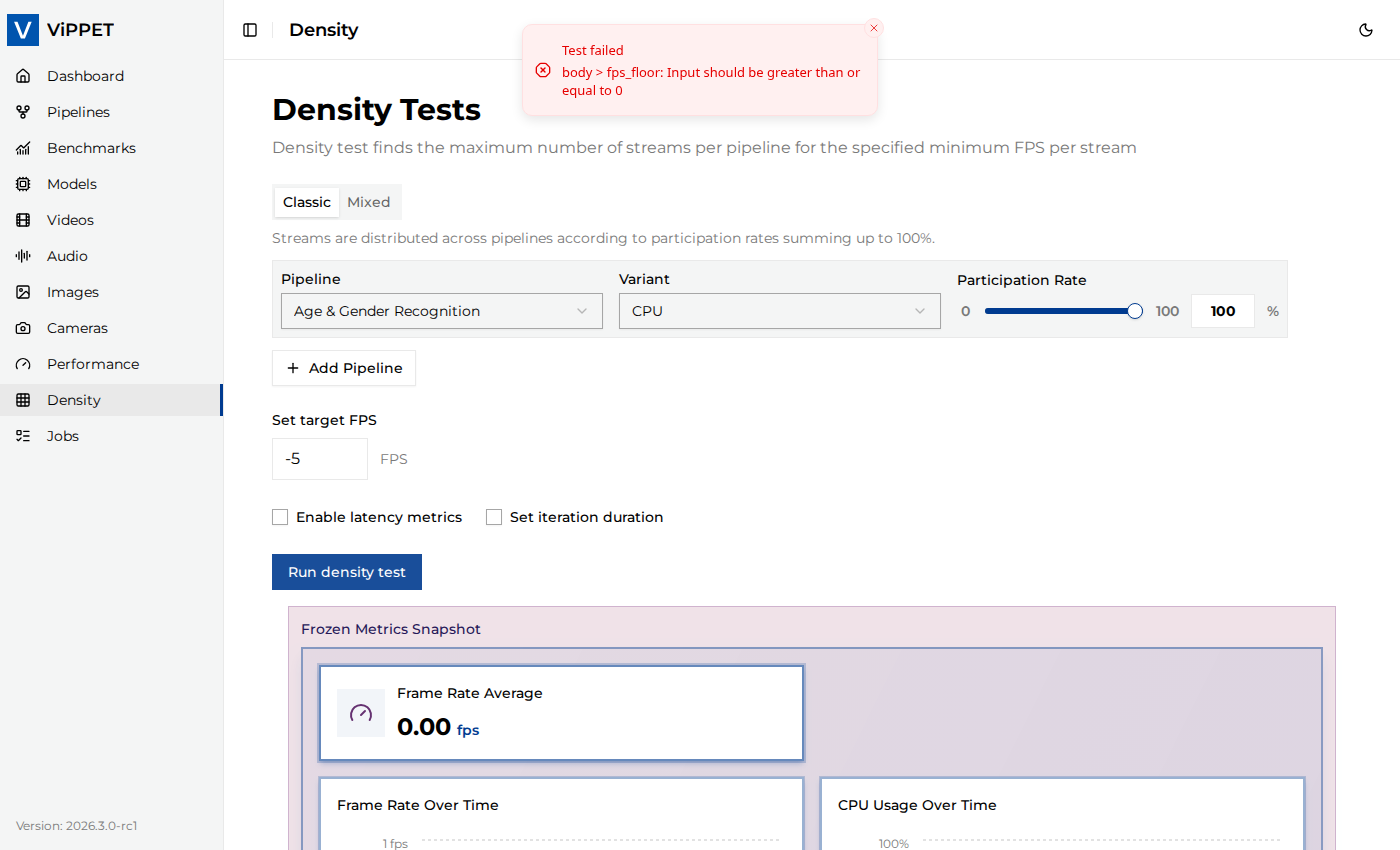 V ViPPET
Density
Test failed
body > fps_floor: Input should be greater than or
equal to 0
Dashboard
Pipelines
Benchmarks
Models
Videos
Audio
Images
Cameras
Performance
Density
Jobs
Version: 2026.3.0-rc1
Density Tests
Density test finds the maximum number of streams per pipeline for the specified minimum FPS per stream
Classic Mixed
Streams are distributed across pipelines according to participation rates summing up to 100%.
Pipeline Variant Participation Rate
Age & Gender Recognition CPU 0 100 100 %
Add Pipeline
Set target FPS
-5 FPS
Enable latency metrics Set iteration duration
Run density test
Frozen Metrics Snapshot
Frame Rate Average
0.00 fps
Frame Rate Over Time CPU Usage Over Time
1 fps 100%